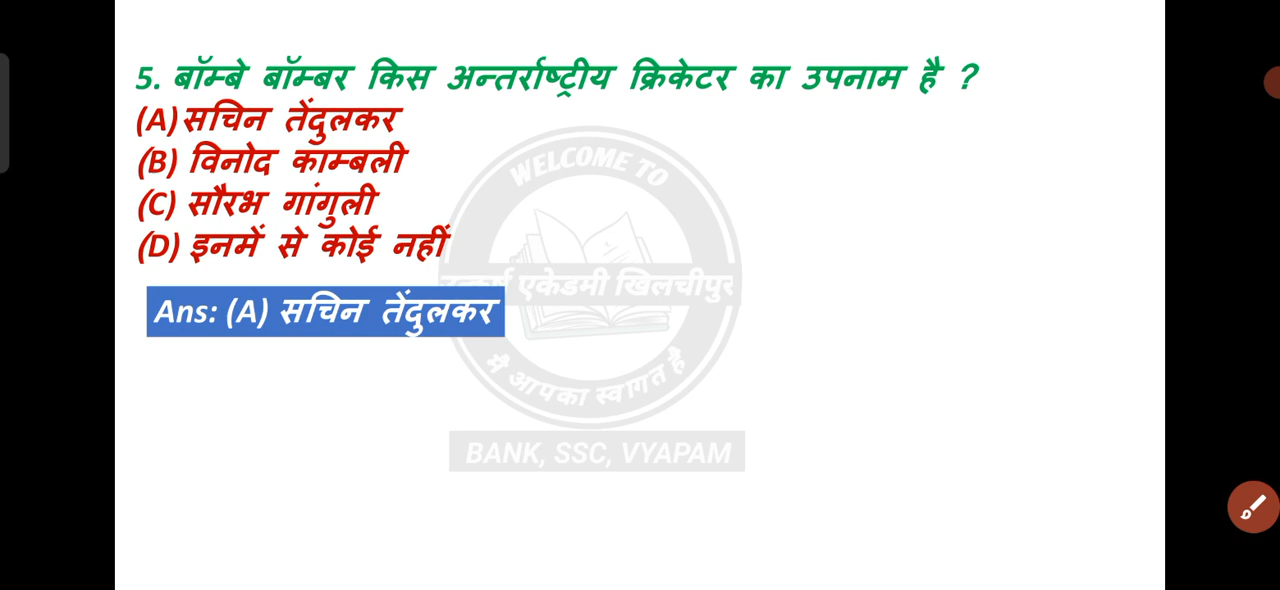 5. बॉम्बे बॉम्बर किस अन्तर्राष्ट्रीय क्रिकेटर का उपनाम है ?
(A) सचिन तेंदुलकर
(B) विनोद काम्बली
(C) सौरभ गांगुली
(D) इनमें से कोई नहीं
Ans: (A) सचिन तेंदुलकर
WELCOME TO
एकेडमी खिलचीपुर
मै आपका स्वागत है
BANK, SSC, VYAPAM